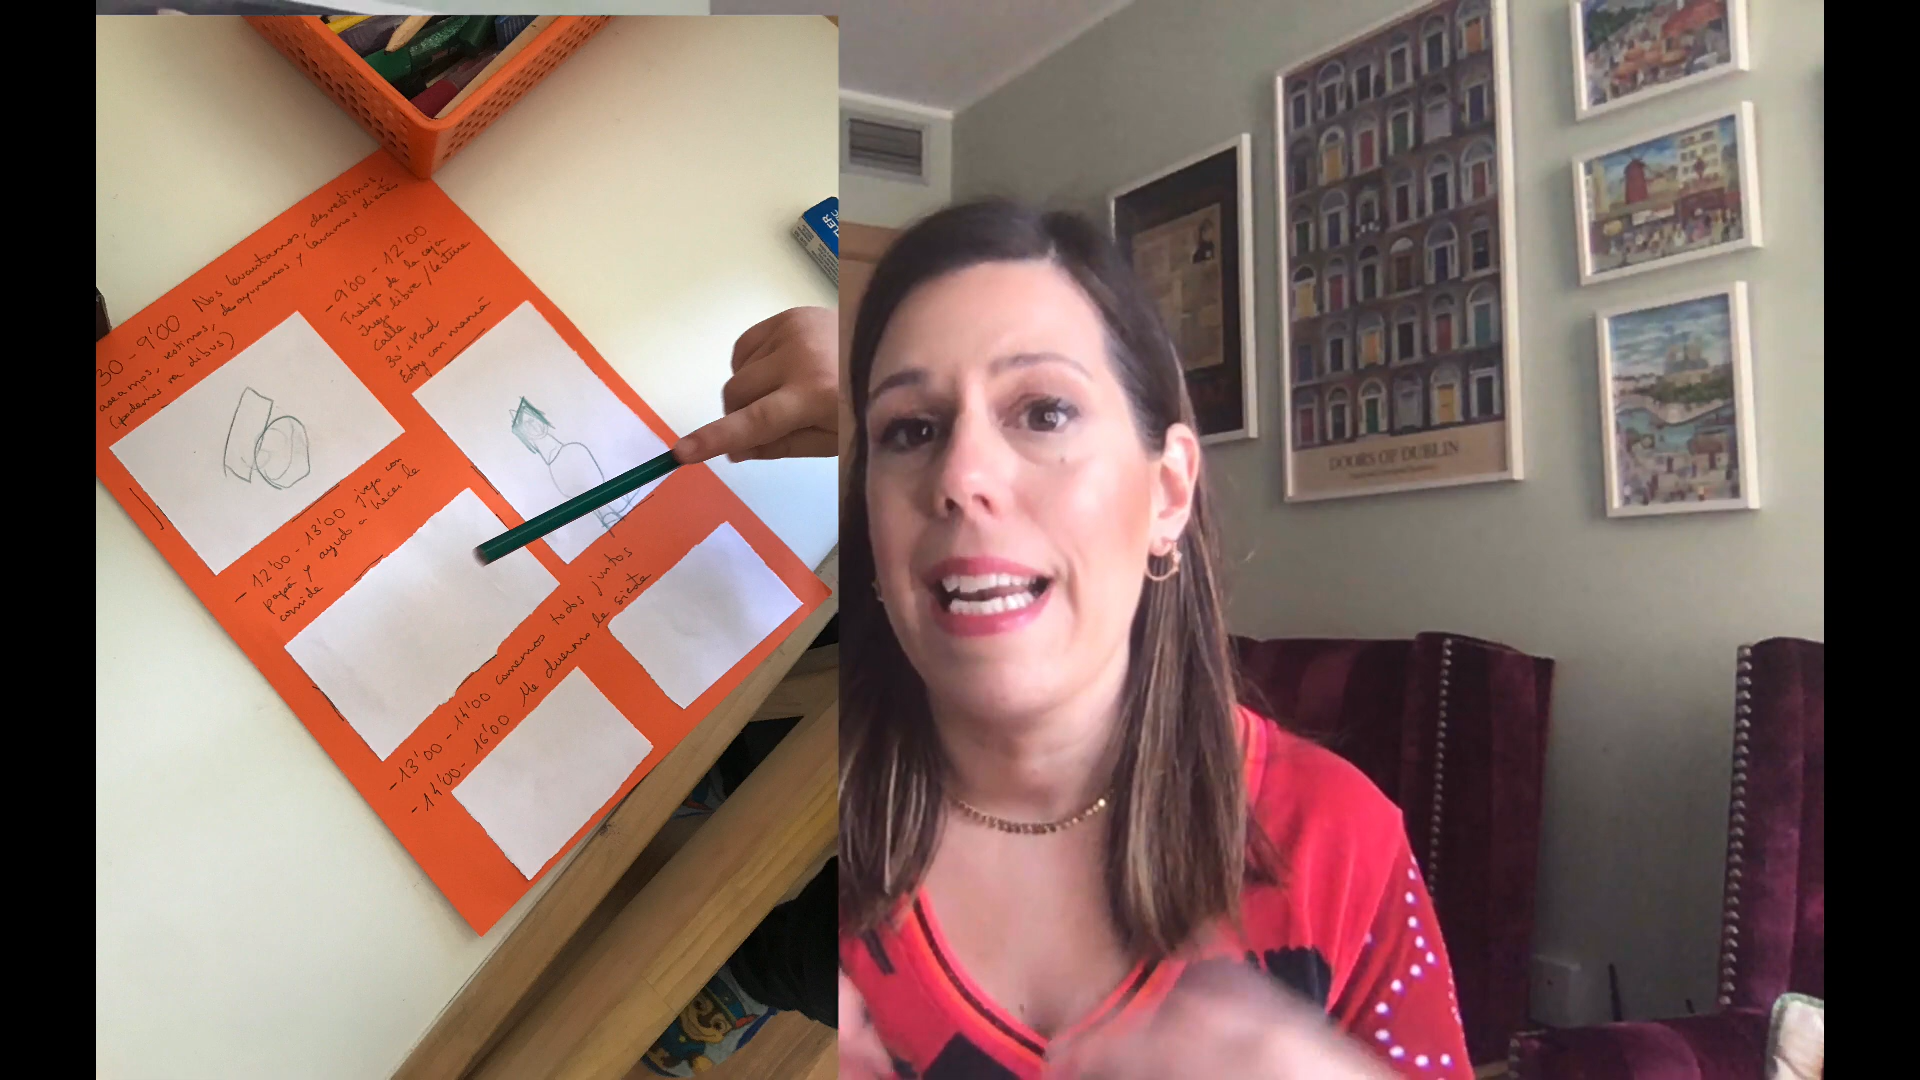 30 - 9'00 Nos levantamos, desvestimos,
aseamos, vestimos, desayunamos y lavamos dientes
(podemos ver dibus)
- 9'00 - 12'00
Trabajo de la caja
Juego libre / lectura
Calle
30' iPad
Estoy con mamá
- 12'00 - 13'00 juego con
papá y ayudo a hacer la
comida
- 13'00 - 14'00 comemos todos juntos
- 14'00 - 16'00 Me duermo la siesta
DOORS OF DUBLIN